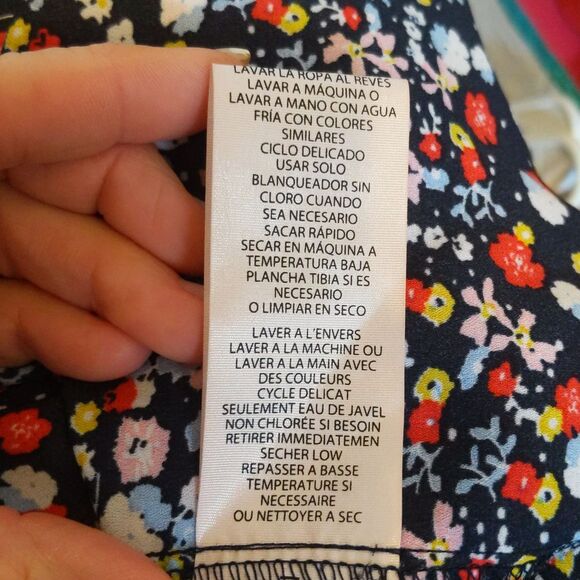 LAVAR LA ROPA AL REVÉS
LAVAR A MÁQUINA O
LAVAR A MANO CON AGUA
FRÍA CON COLORES
SIMILARES
CICLO DELICADO
USAR SOLO
BLANQUEADOR SIN
CLORO CUANDO
SEA NECESARIO
SACAR RÁPIDO
SECAR EN MÁQUINA A
TEMPERATURA BAJA
PLANCHA TIBIA SI ES
NECESARIO
O LIMPIAR EN SECO
LAVER A L'ENVERS
LAVER A LA MACHINE OU
LAVER A LA MAIN AVEC
DES COULEURS
CYCLE DELICAT
SEULEMENT EAU DE JAVEL
NON CHLORÉE SI BESOIN
RETIRER IMMEDIATEMEN
SECHER LOW
REPASSER A BASSE
TEMPERATURE SI
NECESSAIRE
OU NETTOYER A SEC